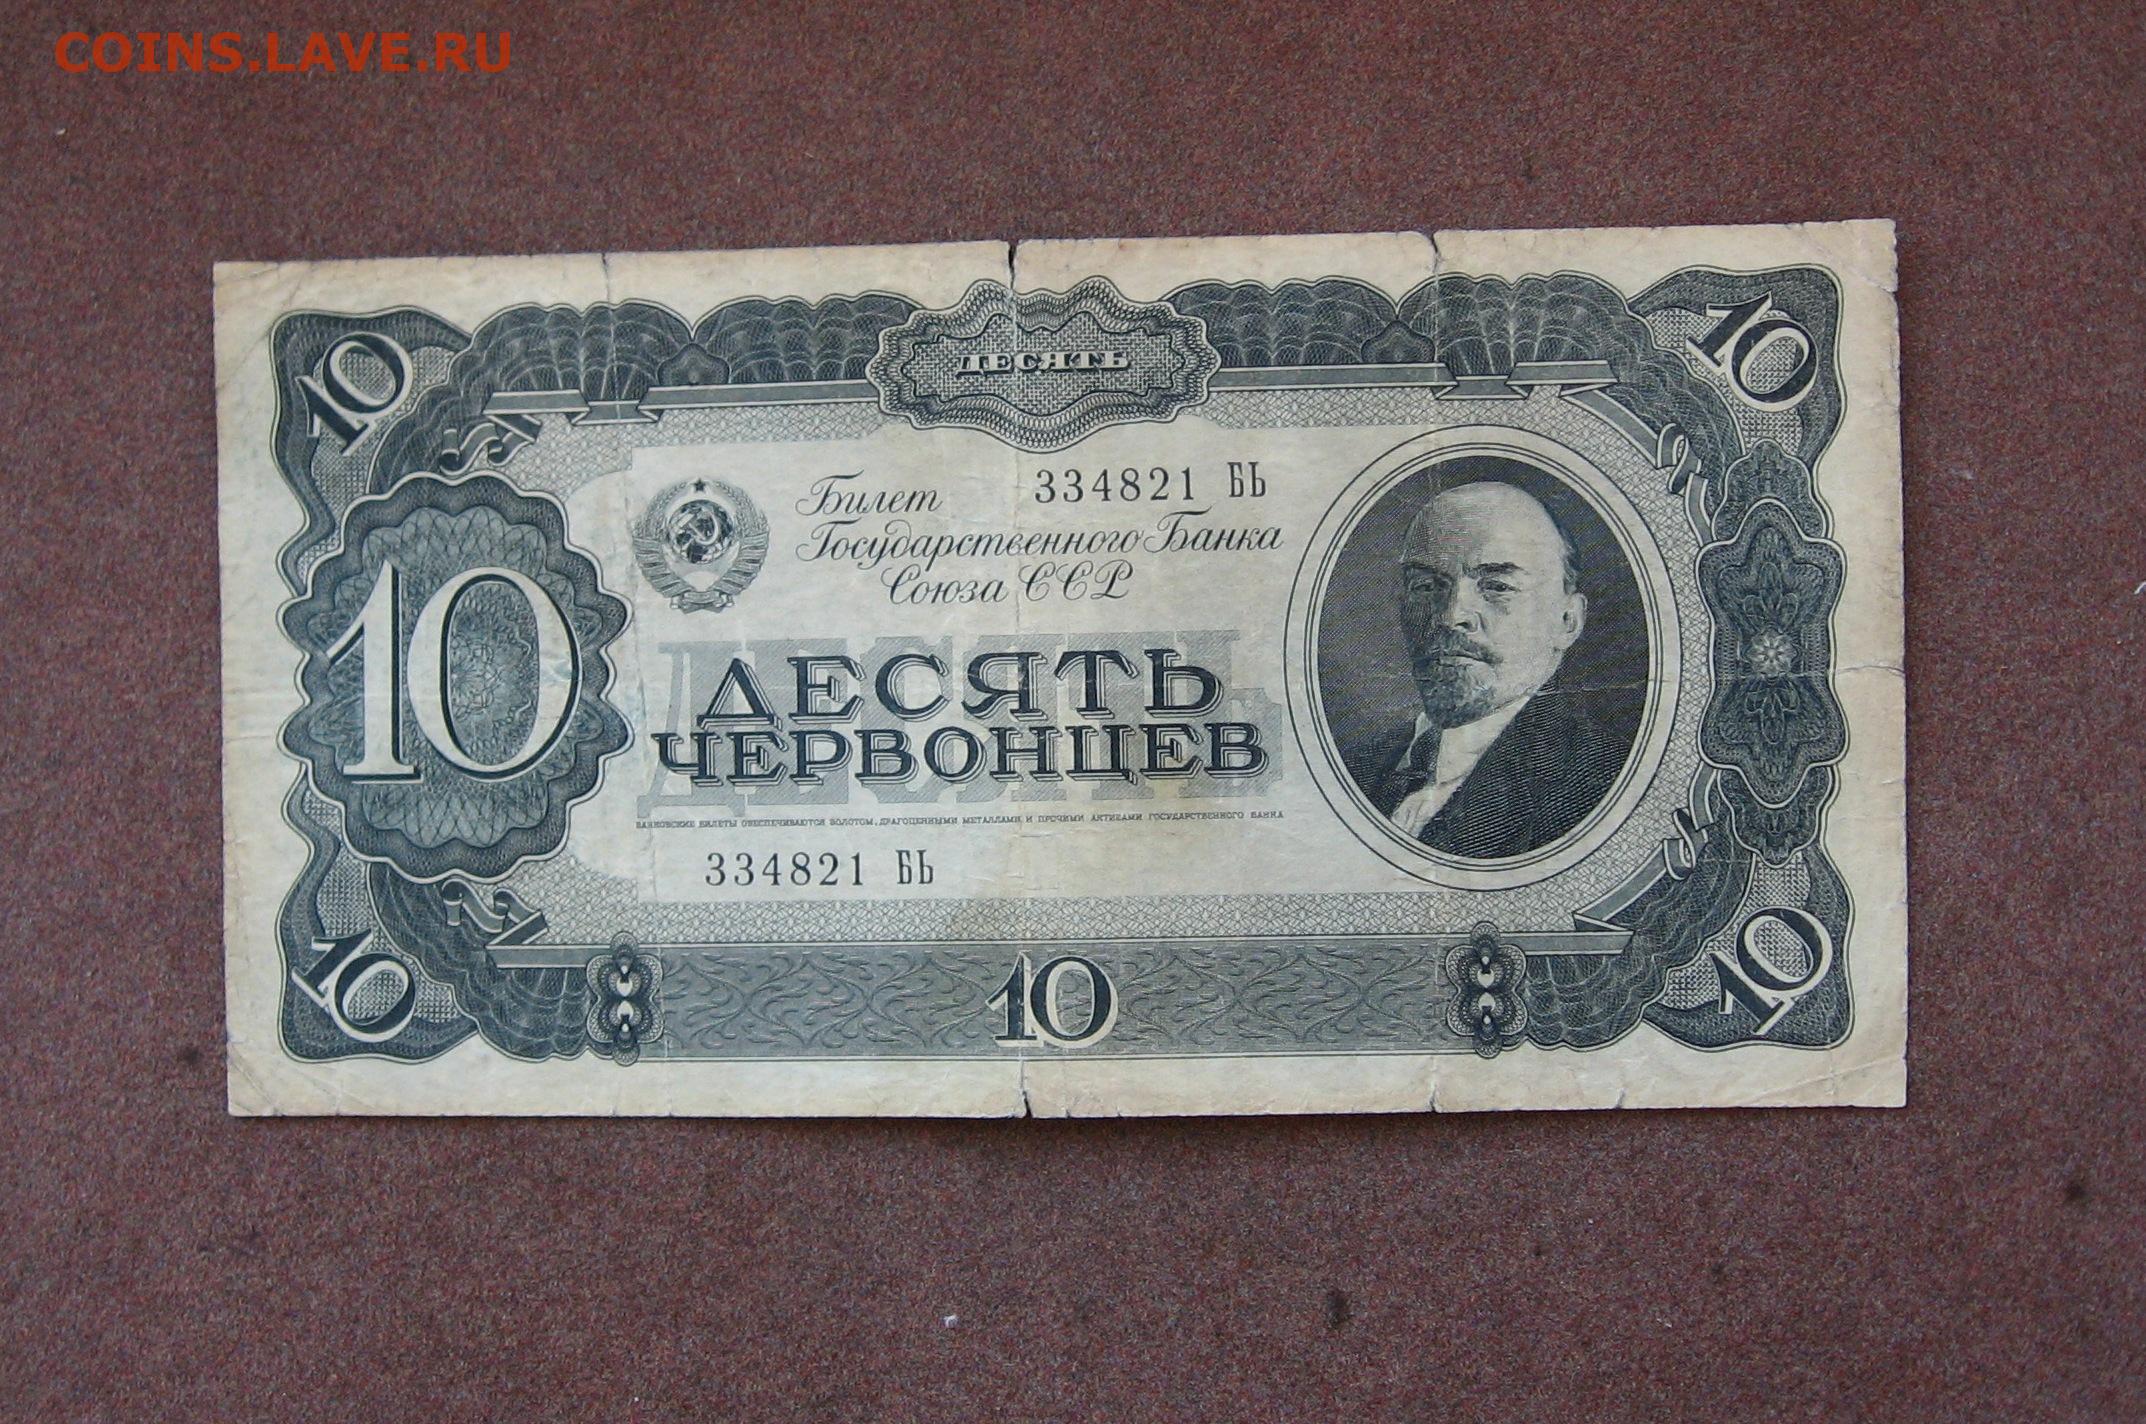 COINS.LAVE.RU
10
ДЕСЯТЬ
10
Билет 334821 БЬ
Государственного Банка
Союза ССР
10
ДЕСЯТЬ
ДЕСЯТЬ
ЧЕРВОНЦЕВ
БАНКОВСКИЕ БИЛЕТЫ ОБЕСПЕЧИВАЮТСЯ ЗОЛОТОМ, ДРАГОЦЕННЫМИ МЕТАЛЛАМИ И ПРОЧИМИ АКТИВАМИ ГОСУДАРСТВЕННОГО БАНКА
334821 БЬ
10
10
10